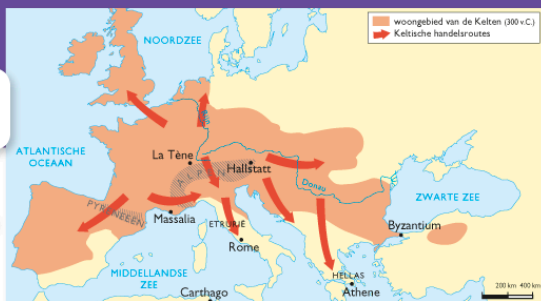 woongebied van de Kelten (300 v.C.)
Keltische handelsroutes
NOORDZEE
ATLANTISCHE
OCEAAN
La Tène
Hallstatt
ALPEN
Donau
ZWARTE ZEE
PYRENEEËN
Massalia
ETRURIË
Rome
Byzantium
MIDDELLANDSE
ZEE
HELLAS
Athene
Carthago
200 km 400 km